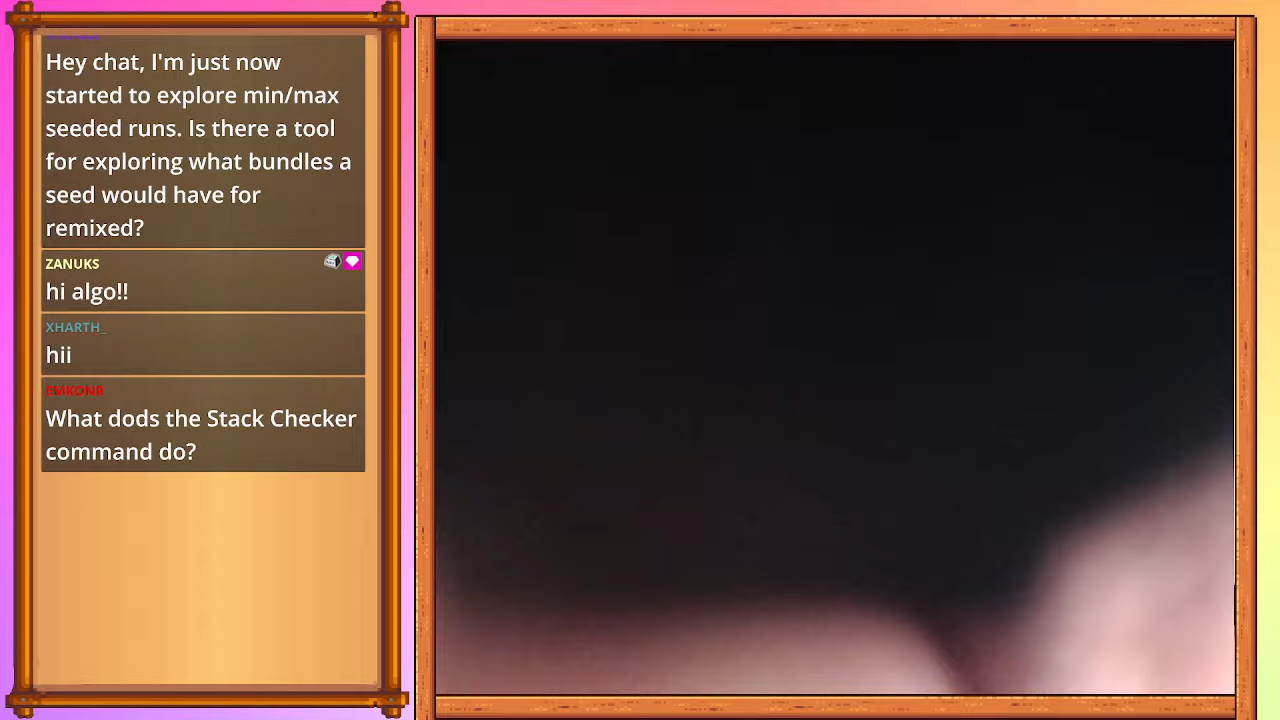 Hey chat, I'm just now
started to explore min/max
seeded runs. Is there a tool
for exploring what bundles a
seed would have for
remixed?
ZANUKS
hi algo!!
XHARTH_
hii
EMKONR
What dods the Stack Checker
command do?